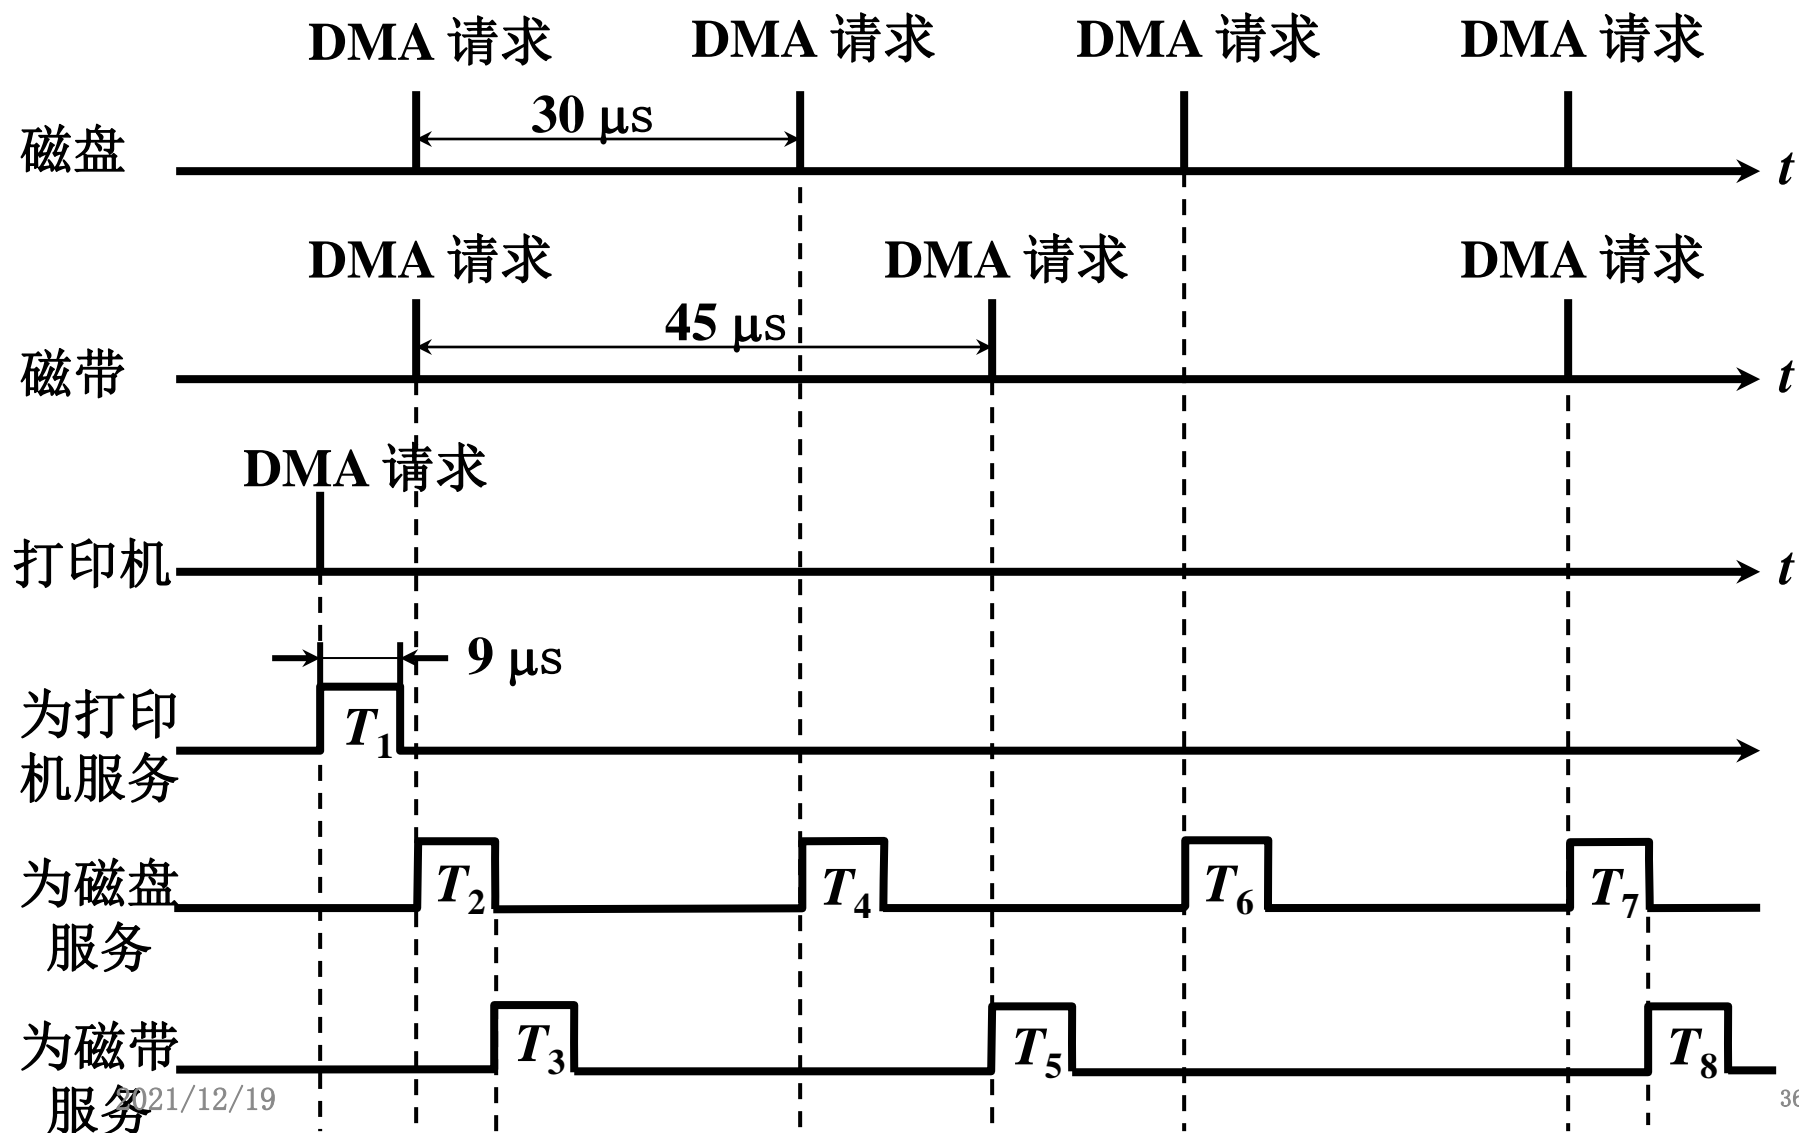 DMA 请求 DMA 请求 DMA 请求 DMA 请求
30 μs
磁盘 t
DMA 请求 DMA 请求 DMA 请求
45 μs
磁带 t
DMA 请求
打印机 t
9 μs
为打印
机服务
T1
为磁盘
服务
T2 T4 T6 T7
为磁带
服务
T3 T5 T8
2021/12/19 36